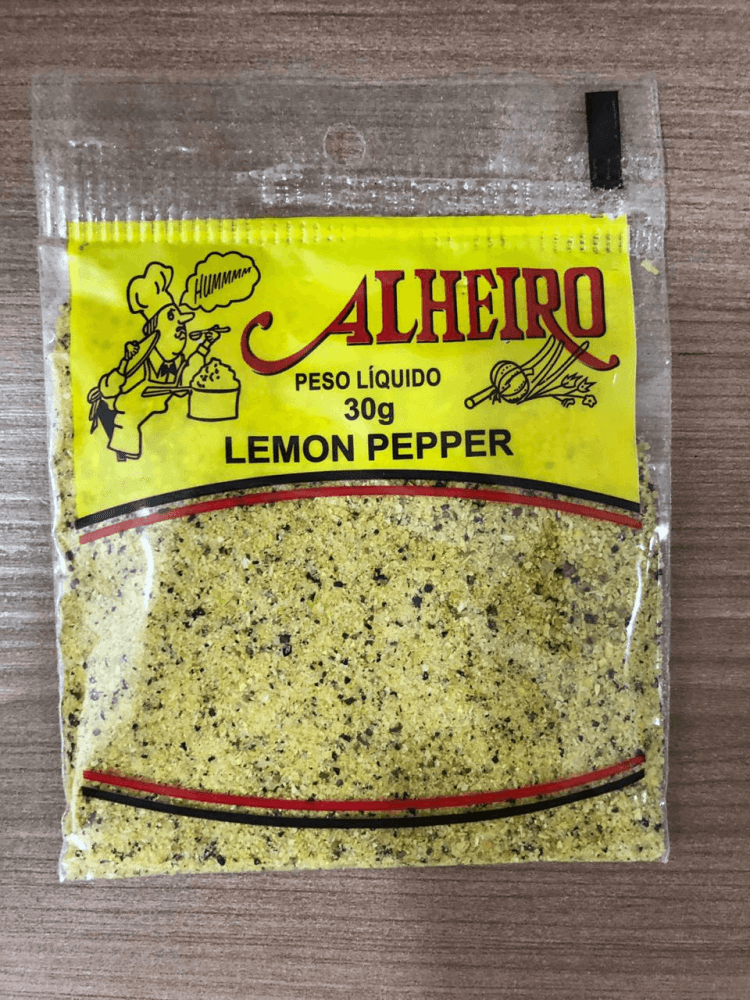 HUMMMM
ALHEIRO
PESO LÍQUIDO
30g
LEMON PEPPER